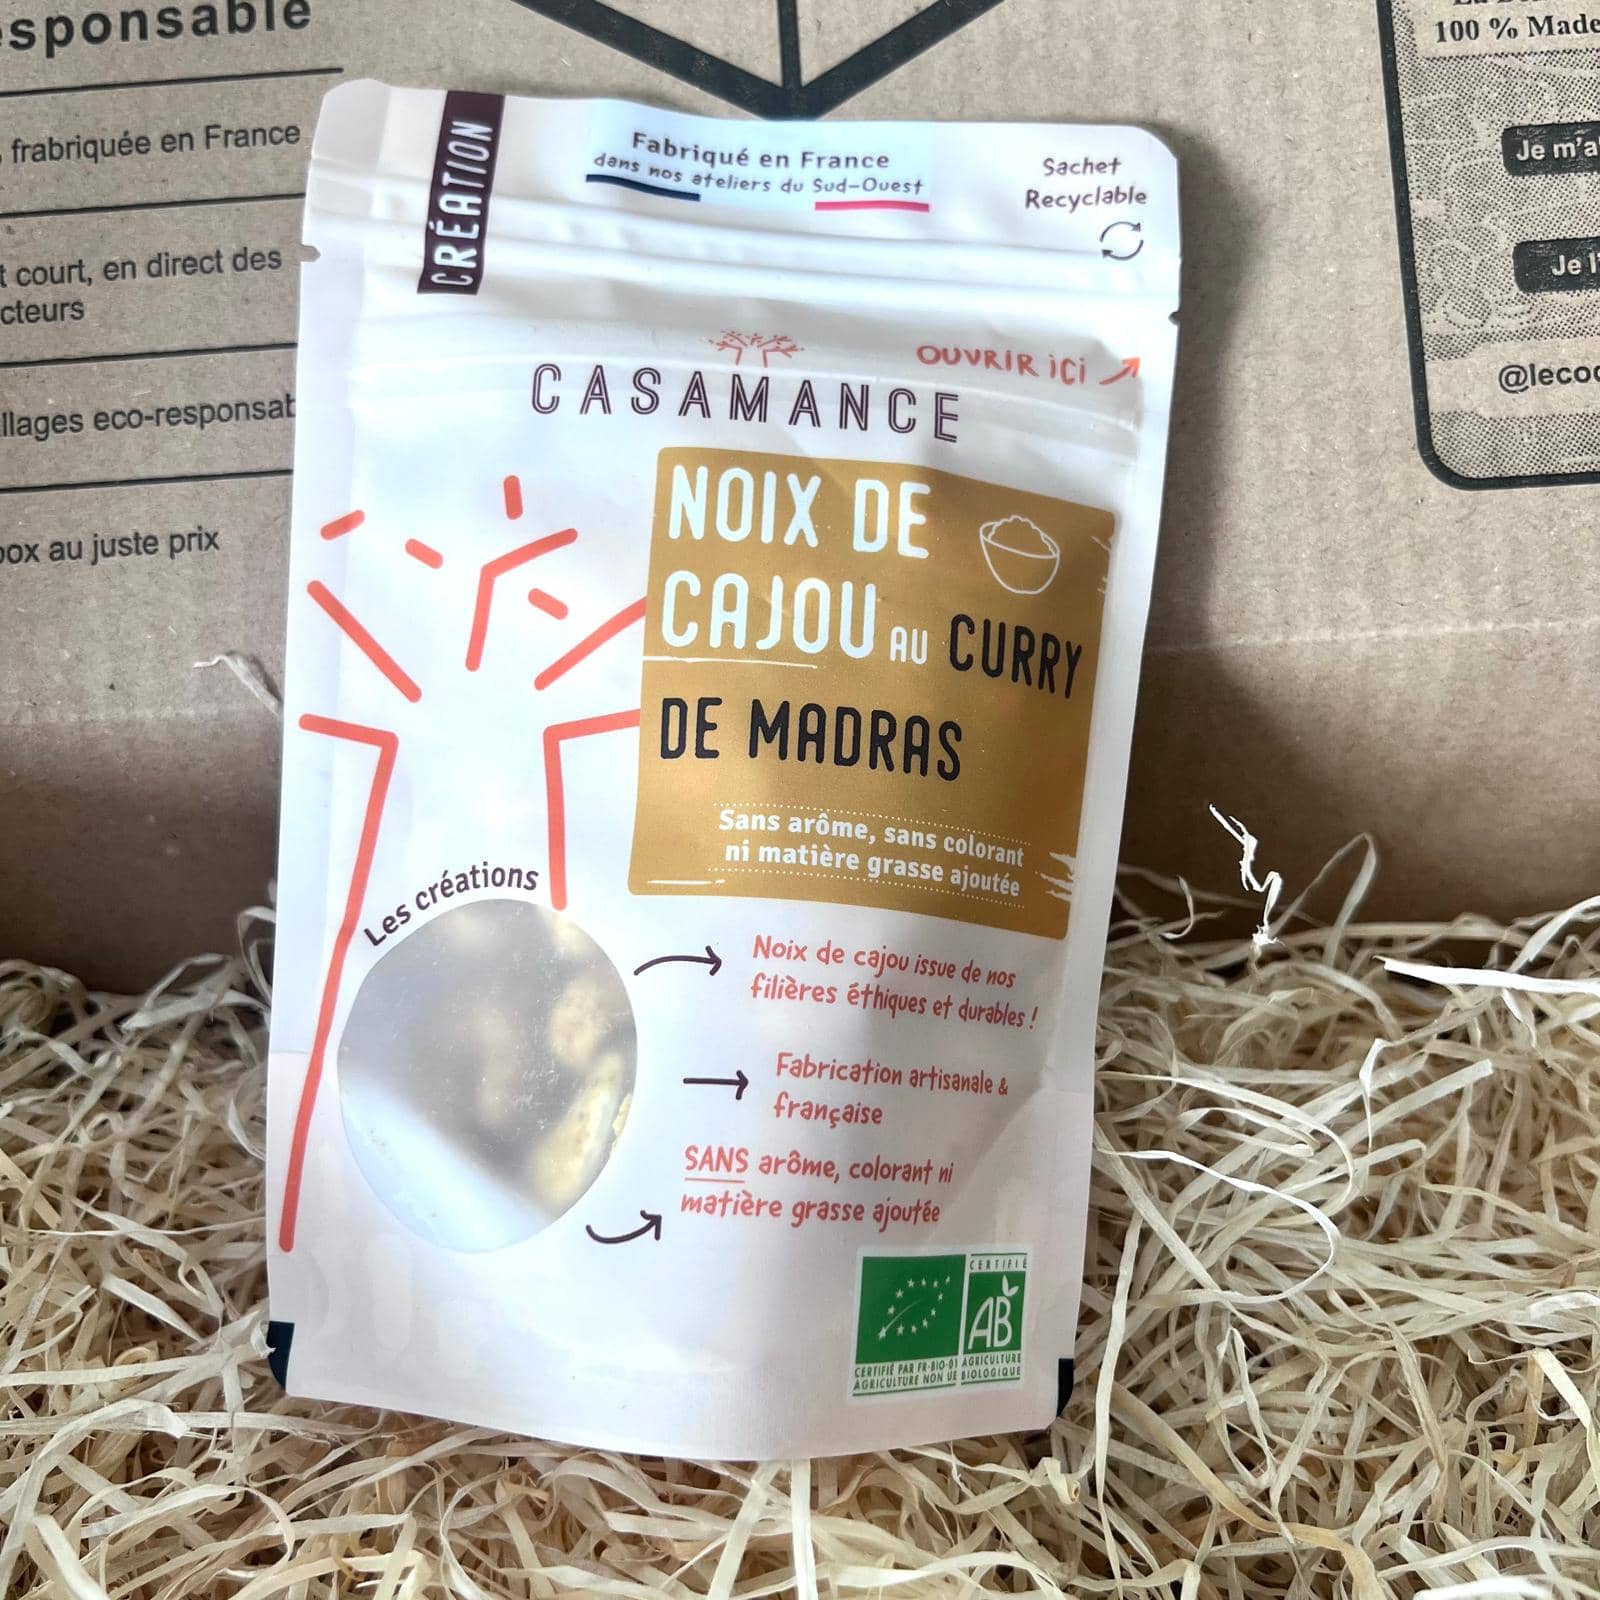 sponsable
frabriquée en France
t court, en direct des
cteurs
llages eco-responsab
box au juste prix
100 % Made
Je m'a
Je l'
@lecoc
CRÉATION
Fabriqué en France
dans nos ateliers du Sud-Ouest
Sachet
Recyclable
OUVRIR iCi
CASAMANCE
NOIX DE
CAJOU AU CURRY
DE MADRAS
Sans arôme, sans colorant
ni matière grasse ajoutée
Les créations
Noix de cajou issue de nos
filières éthiques et durables !
Fabrication artisanale &
française
SANS arôme, colorant ni
matière grasse ajoutée
CERTIFIÉ
AB
AGRICULTURE
BIOLOGIQUE
CERTIFIÉ PAR FR-BIO-01
AGRICULTURE NON UE